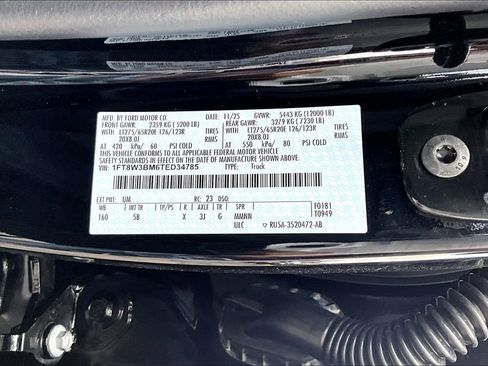 MFD. BY FORD MOTOR CO. 11/25 GVWR: 5443 KG (12000 LB)
FRONT GAWR: 2359 KG (5200 LB) REAR GAWR: 3279 KG (7230 LB)
WITH LT275/65R20E 126/123R TIRES WITH LT275/65R20E 126/123R TIRES
20X8.0J RIMS 20X8.0J RIMS
AT 420 kPa/ 60 PSI COLD AT 550 kPa/ 80 PSI COLD
THIS VEHICLE CONFORMS TO ALL APPLICABLE FEDERAL MOTOR VEHICLE
SAFETY STANDARDS IN EFFECT ON THE DATE OF MANUFACTURE SHOWN ABOVE.
VIN: 1FT8W3BM6TED34785 TYPE: Truck
EXT PNT: UM RC: 23 DSO: F0181
WB INT TR TP/PS R AXLE TR SPR T0949
160 5B X 3J G MMNN
ULC RU5A-3520472-AB